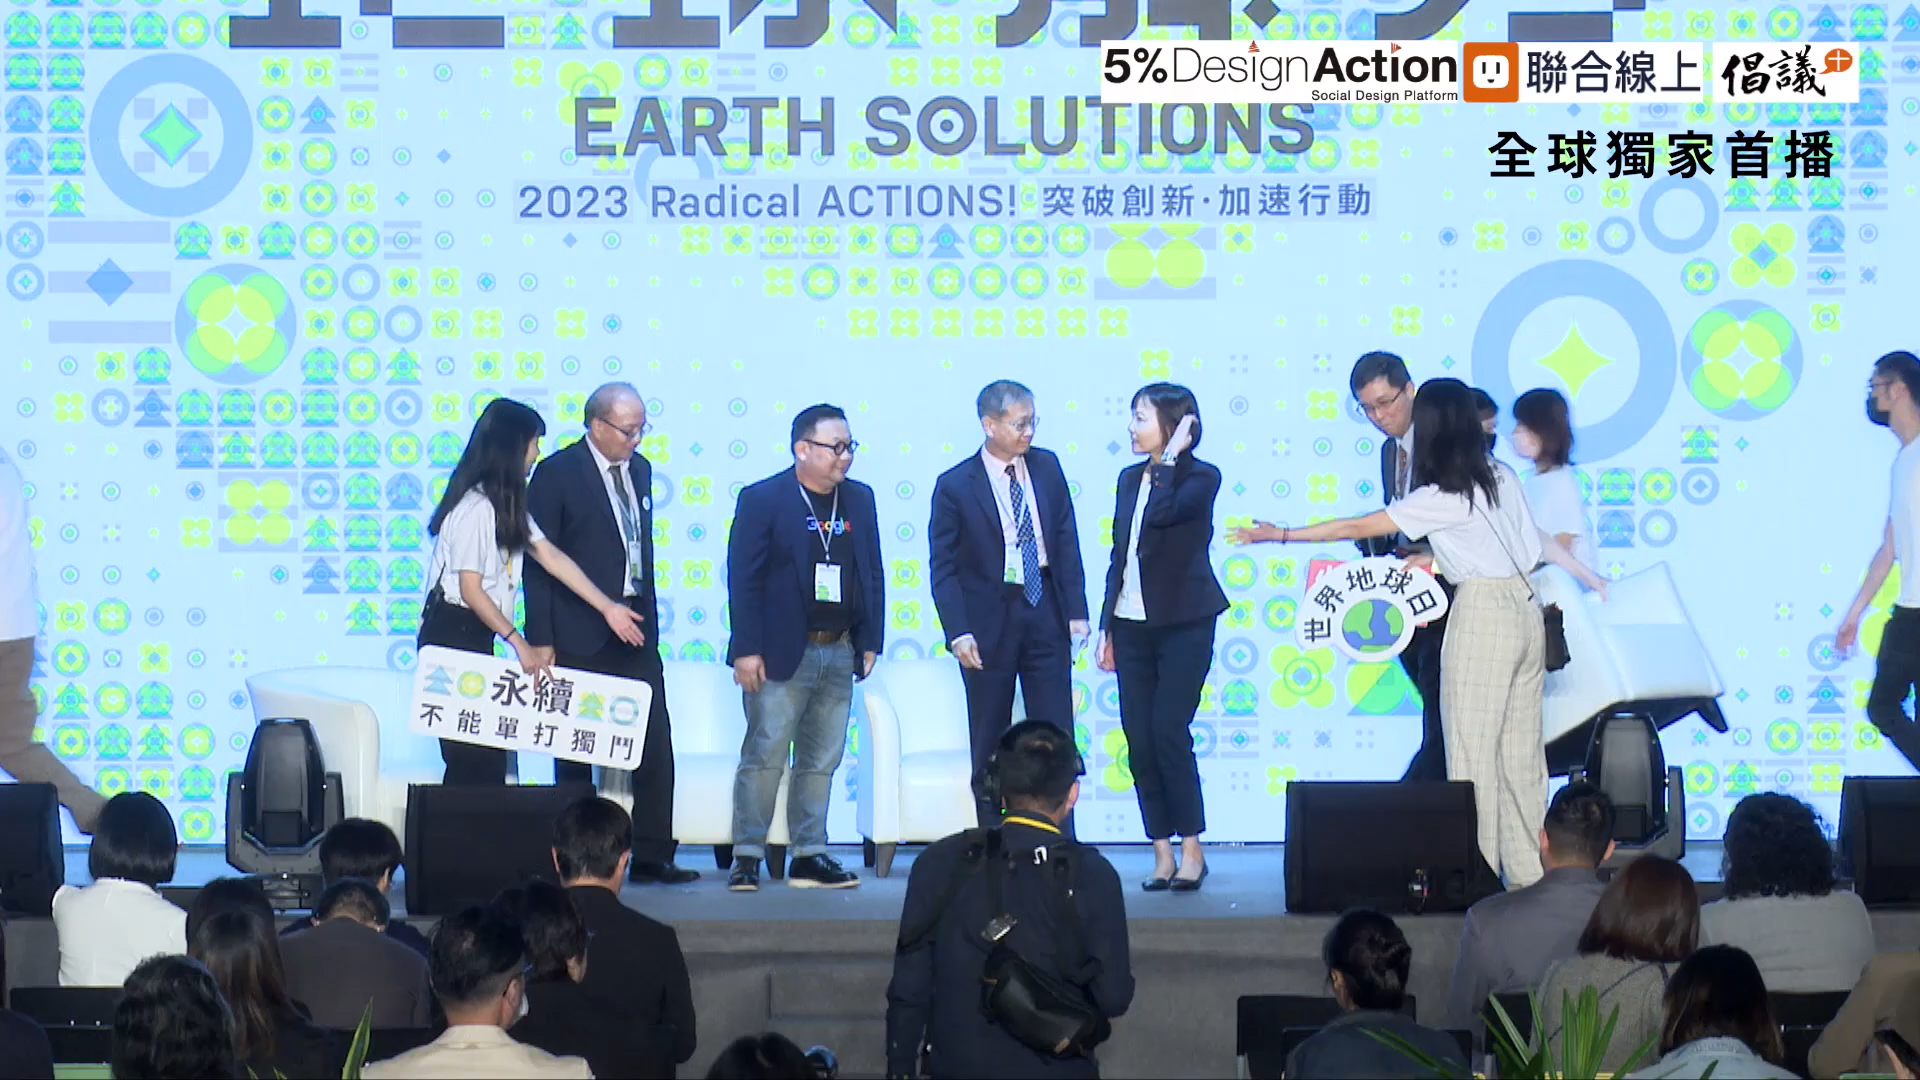 5%DesignAction
Social Design Platform
聯合線上
倡議+
全球獨家首播
EARTH SOLUTIONS
2023 Radical ACTIONS! 突破創新·加速行動
Google
世界地球日
永續
不能單打獨鬥